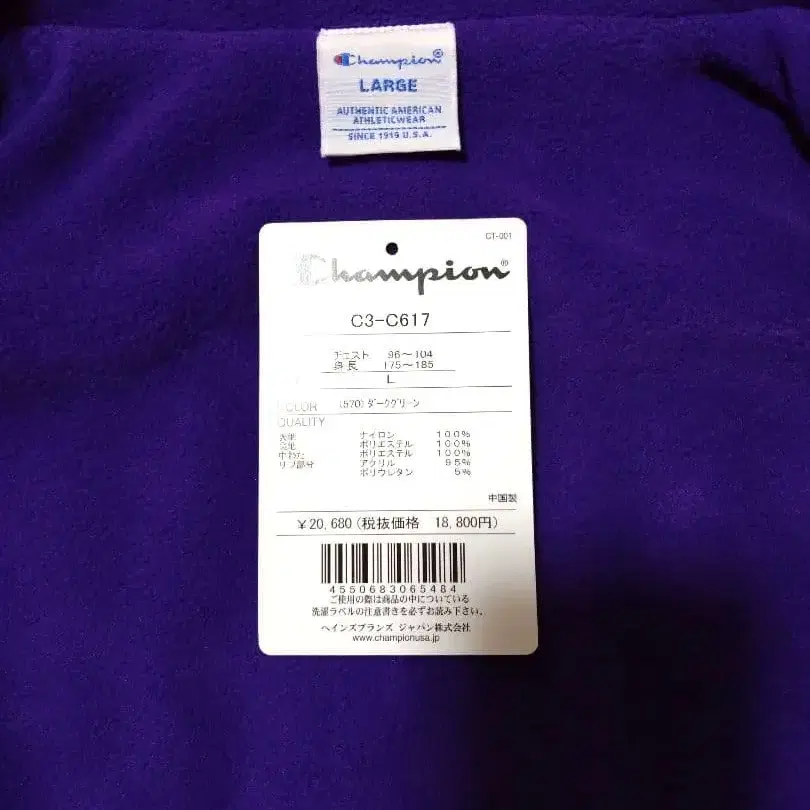 Champion®
LARGE
AUTHENTIC AMERICAN
ATHLETICWEAR
SINCE 1919 U.S.A.
CT-001
Champion®
C3-C617
チェスト 96～104
身長 175～185
L
COLOR (570)ダークグリーン
QUALITY
表地 ナイロン 100%
裏地 ポリエステル 100%
中わた ポリエステル 100%
リブ部分 アクリル 95%
ポリウレタン 5%
中国製
¥20,680(税抜価格 18,800円)
4550683065484
ご使用の際は商品の中についている
洗濯ラベルの注意書きを必ずお読み下さい。
ヘインズブランズ ジャパン株式会社
www.championusa.jp